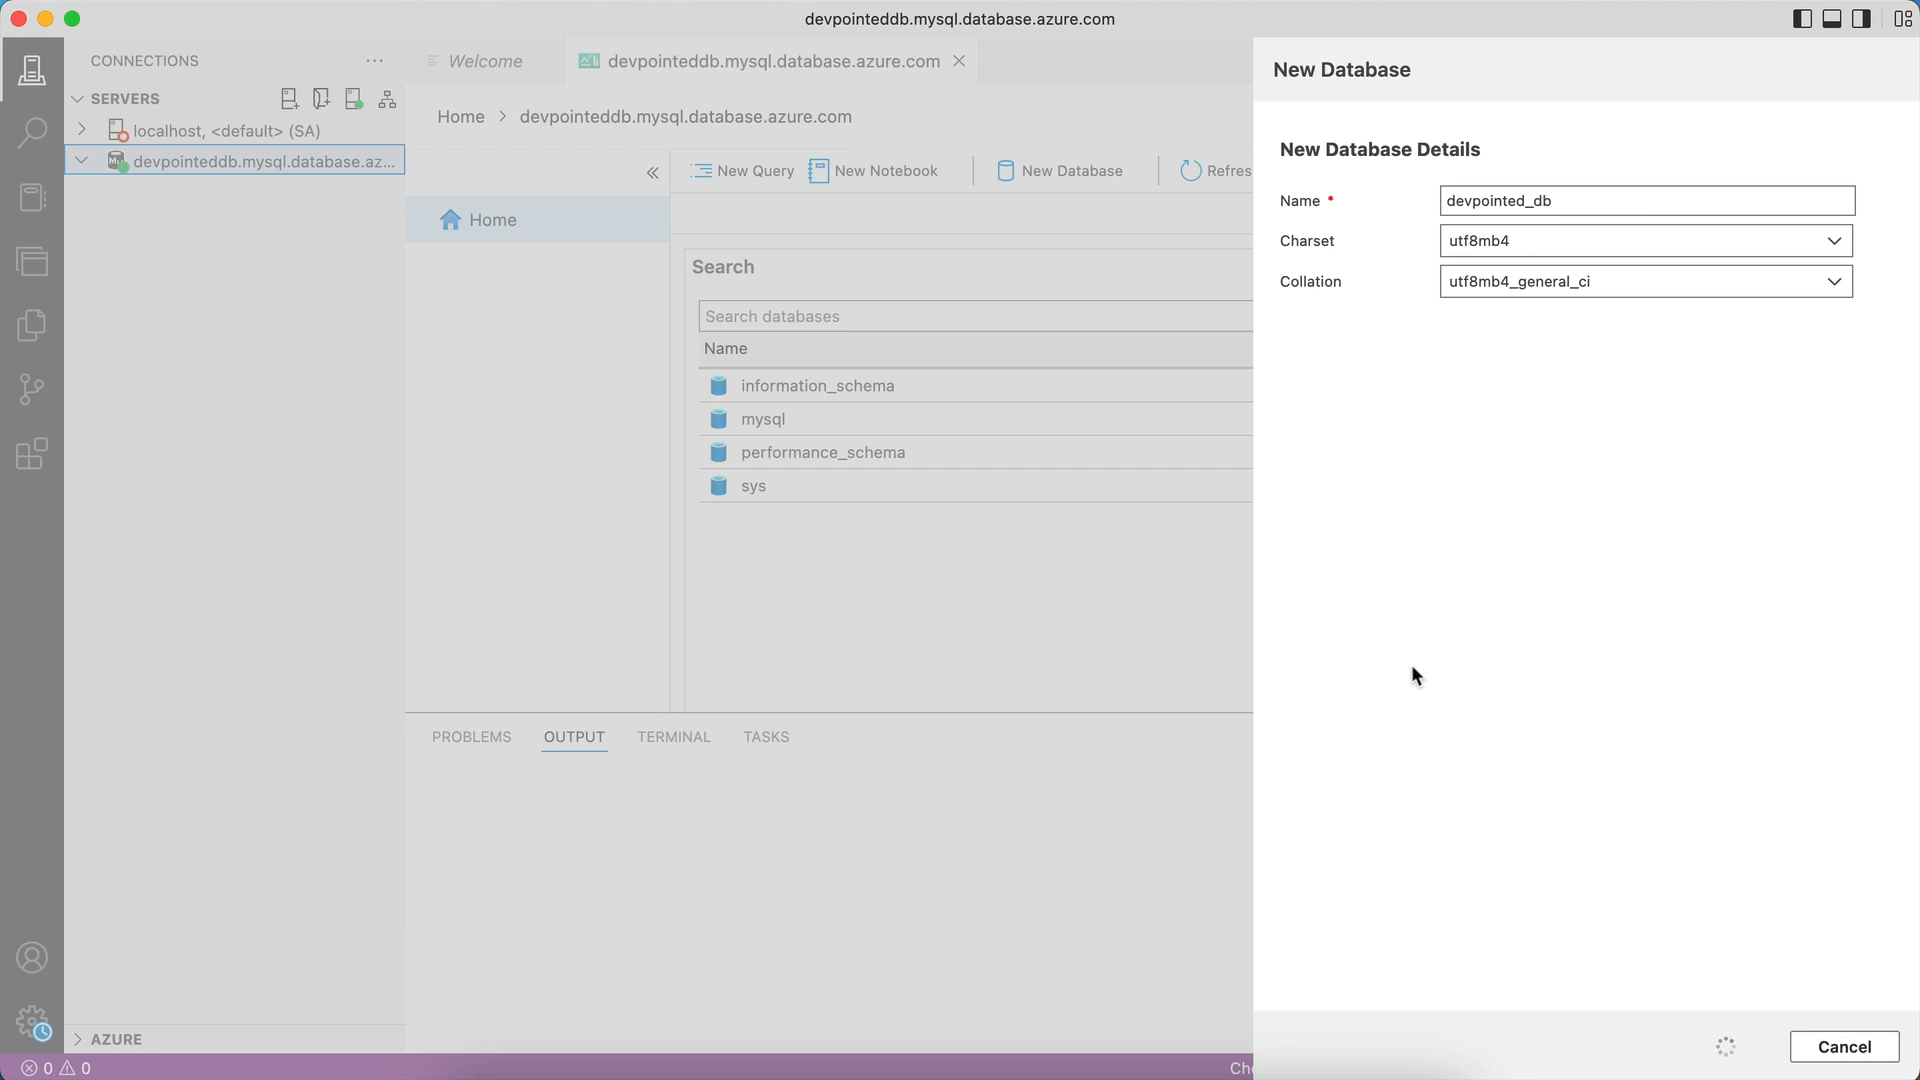 devpointeddb.mysql.database.azure.com
CONNECTIONS
SERVERS
localhost, <default> (SA)
devpointeddb.mysql.database.az...
AZURE
Welcome
devpointeddb.mysql.database.azure.com
Home > devpointeddb.mysql.database.azure.com
New Query New Notebook New Database Refres
Home
Search
Search databases
Name
information_schema
mysql
performance_schema
sys
PROBLEMS OUTPUT TERMINAL TASKS
New Database
New Database Details
Name * devpointed_db
Charset utf8mb4
Collation utf8mb4_general_ci
Cancel
0 0
Che